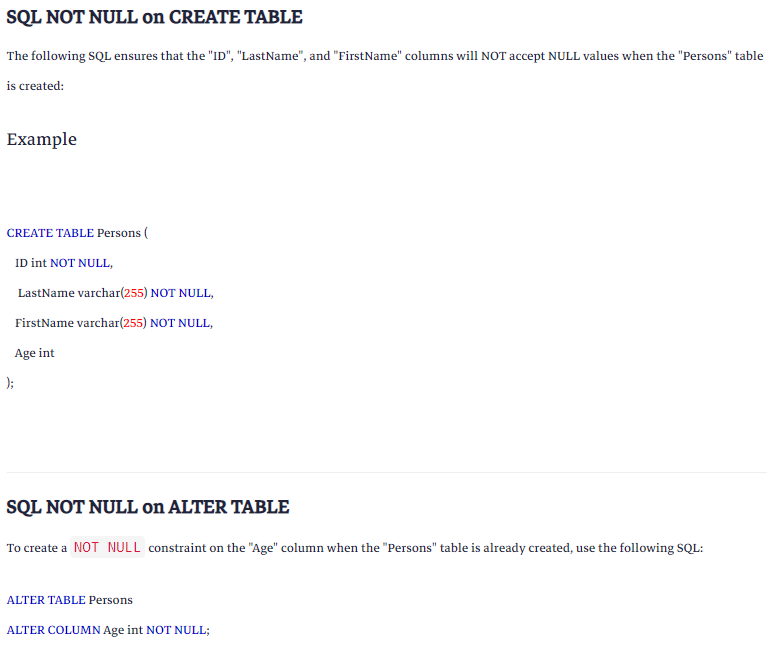 SQL NOT NULL on CREATE TABLE
The following SQL ensures that the "ID", "LastName", and "FirstName" columns will NOT accept NULL values when the "Persons" table
is created:
Example
CREATE TABLE Persons (
ID int NOT NULL,
LastName varchar(255) NOT NULL,
FirstName varchar(255) NOT NULL,
Age int
);
SQL NOT NULL on ALTER TABLE
To create a NOT NULL constraint on the "Age" column when the "Persons" table is already created, use the following SQL:
ALTER TABLE Persons
ALTER COLUMN Age int NOT NULL;